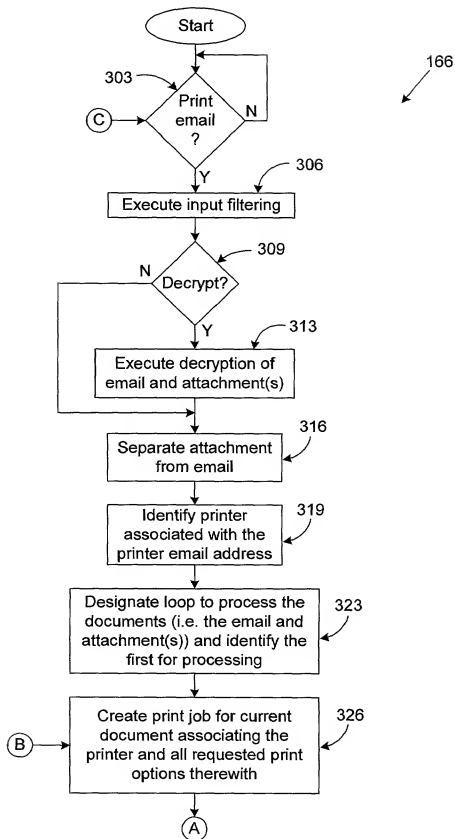 Start
303
166
Print
email
?
N
C
Y
306
Execute input filtering
309
N
Decrypt?
Y
313
Execute decryption of
email and attachment(s)
316
Separate attachment
from email
319
Identify printer
associated with the
printer email address
Designate loop to process the
documents (i.e. the email and
attachment(s)) and identify the
first for processing
323
Create print job for current
document associating the
printer and all requested print
options therewith
326
B
A